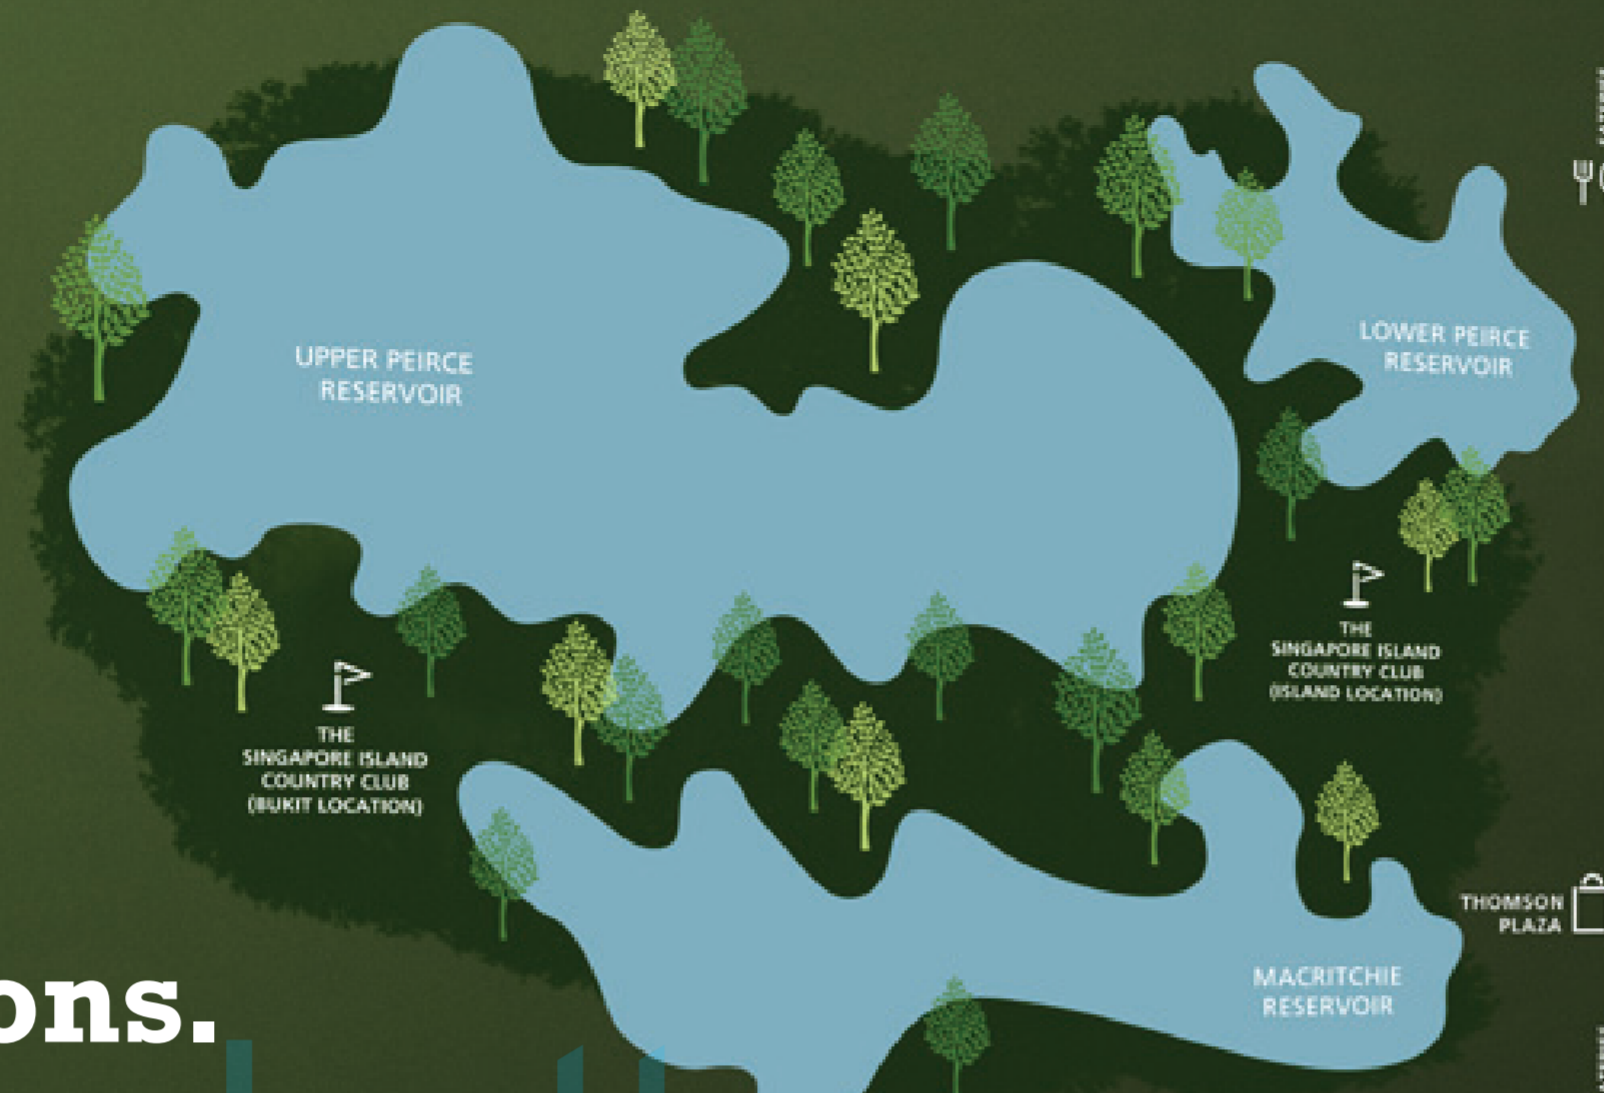 UPPER PEIRCE
RESERVOIR
LOWER PEIRCE
RESERVOIR
THE
SINGAPORE ISLAND
COUNTRY CLUB
(ISLAND LOCATION)
THE
SINGAPORE ISLAND
COUNTRY CLUB
(BUKIT LOCATION)
THOMSON
PLAZA
MACRITCHIE
RESERVOIR
ons.